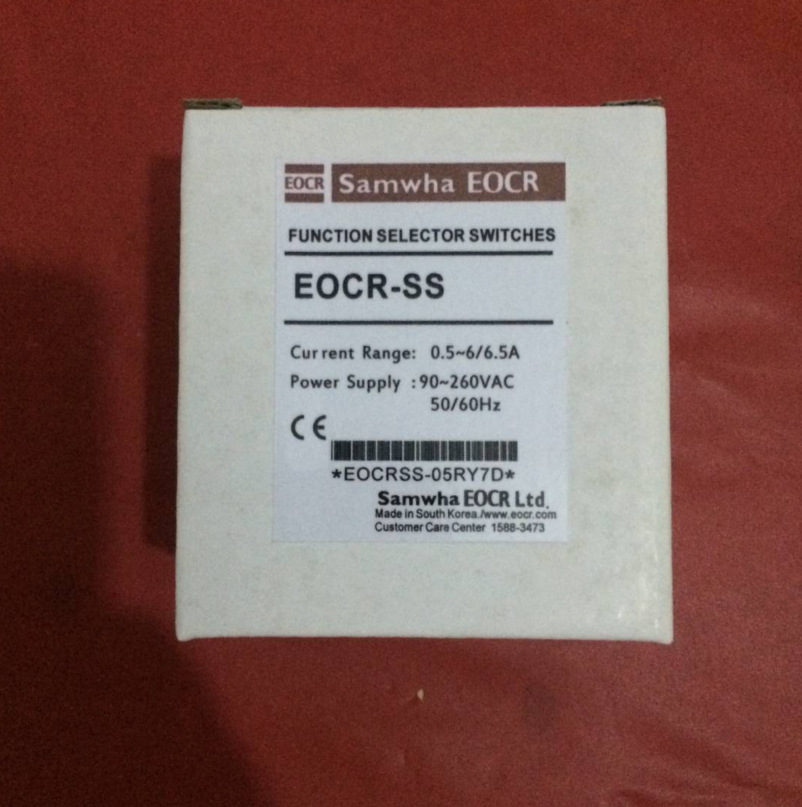 EOCR Samwha EOCR
FUNCTION SELECTOR SWITCHES
EOCR-SS
Current Range: 0.5~6/6.5A
Power Supply : 90~260VAC
50/60Hz
CE
*EOCRSS-05RY7D*
Samwha EOCR Ltd.
Made in South Korea./www.eocr.com
Customer Care Center 1588-3473